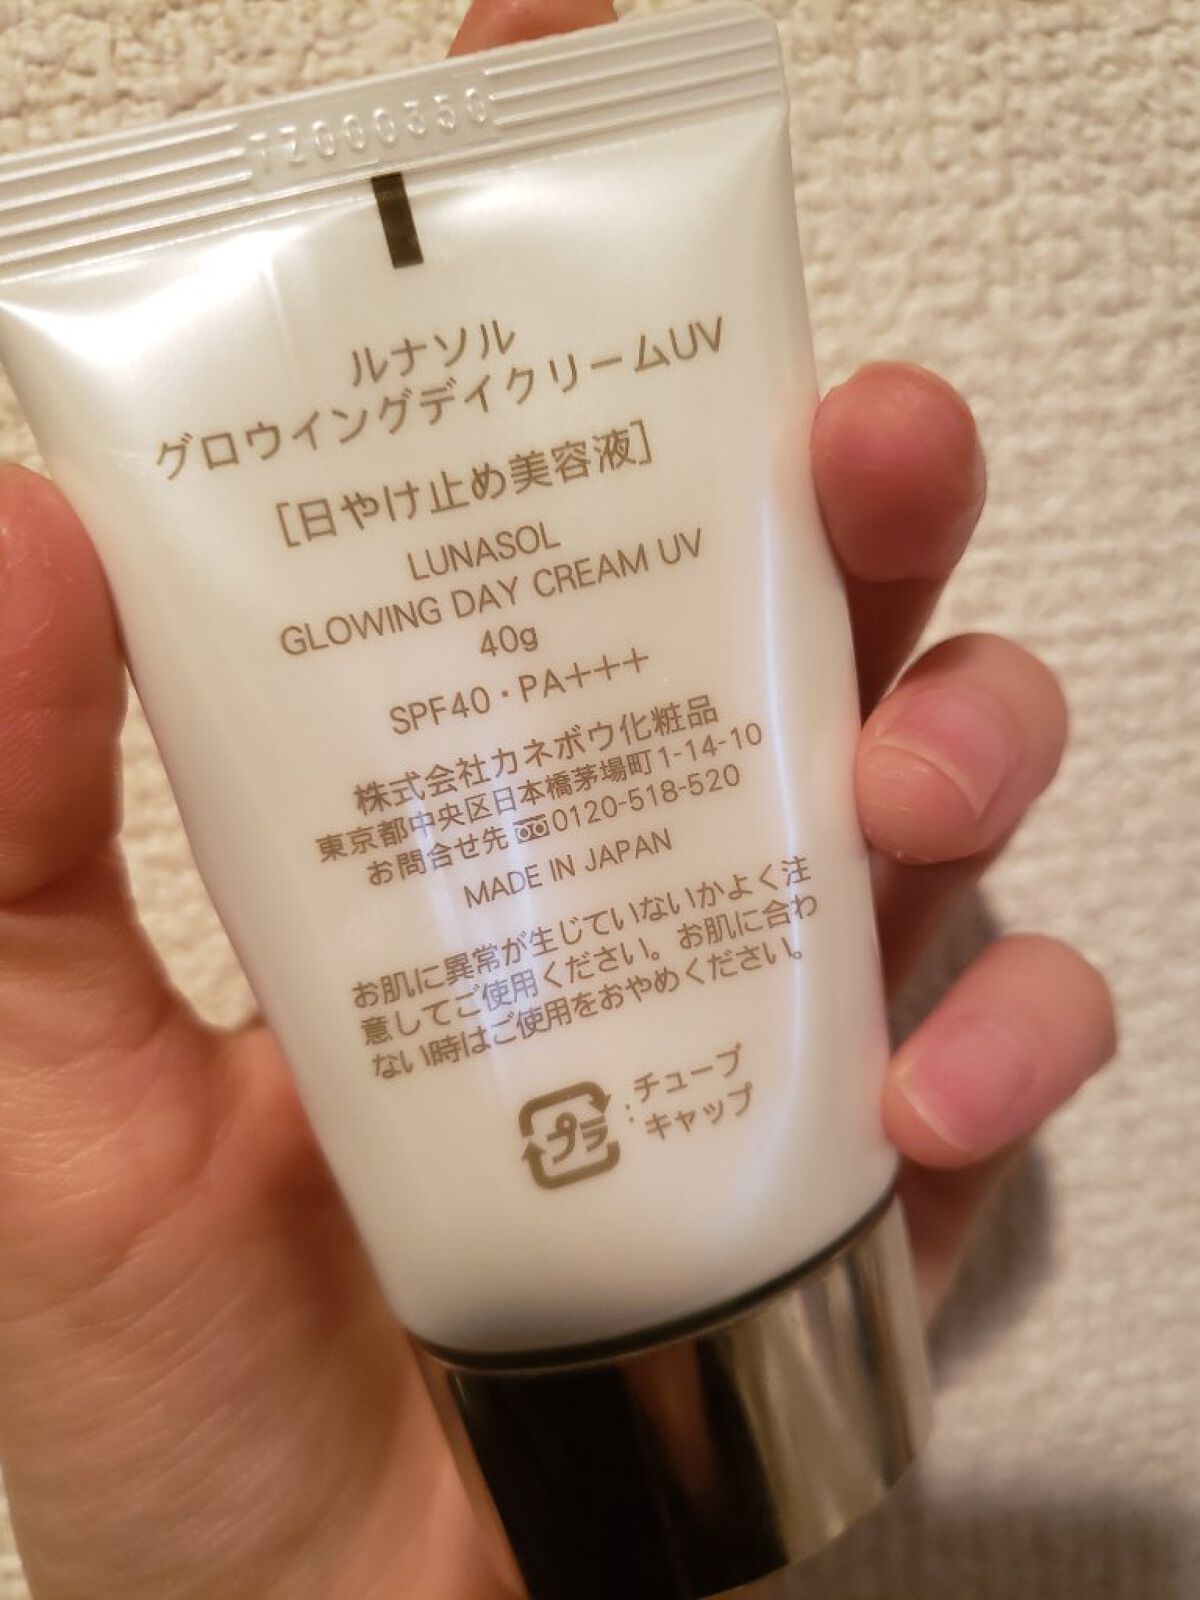 77000350
ルナソル
グロウイングデイクリームUV
[日やけ止め美容液]
LUNASOL
GLOWING DAY CREAM UV
40g
SPF40・PA+++
株式会社カネボウ化粧品
東京都中央区日本橋茅場町1-14-10
お問合せ先 0120-518-520
MADE IN JAPAN
お肌に異常が生じていないかよく注
意してご使用ください。お肌に合わ
ない時はご使用をおやめください。
プラ:チューブ
キャップ